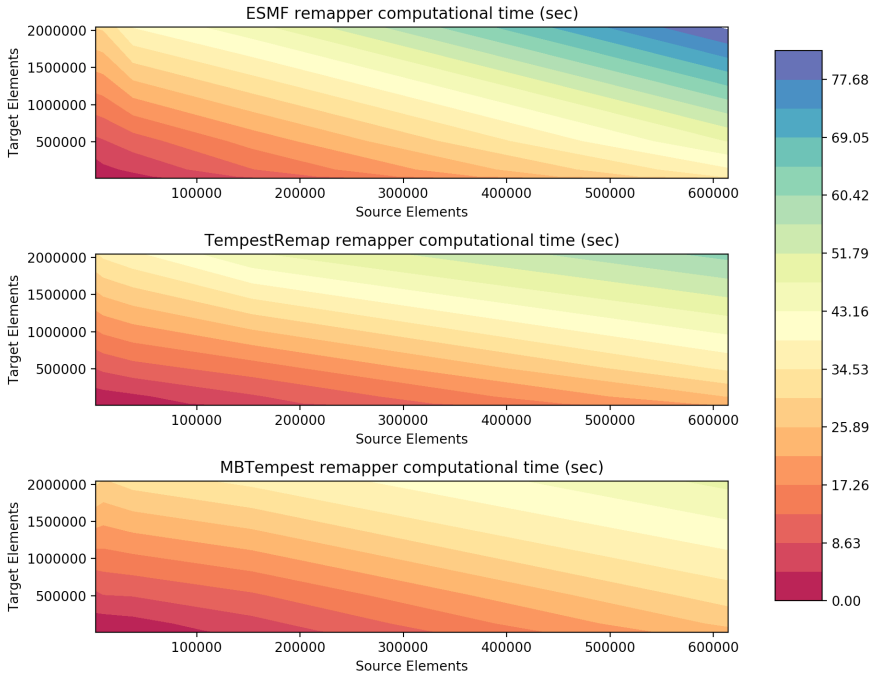 ESMF remapper computational time (sec)
2000000
1500000
1000000
500000
Target Elements
100000 200000 300000 400000 500000 600000
Source Elements
TempestRemap remapper computational time (sec)
2000000
1500000
1000000
500000
Target Elements
100000 200000 300000 400000 500000 600000
Source Elements
MBTempest remapper computational time (sec)
2000000
1500000
1000000
500000
Target Elements
100000 200000 300000 400000 500000 600000
Source Elements
77.68
69.05
60.42
51.79
43.16
34.53
25.89
17.26
8.63
0.00